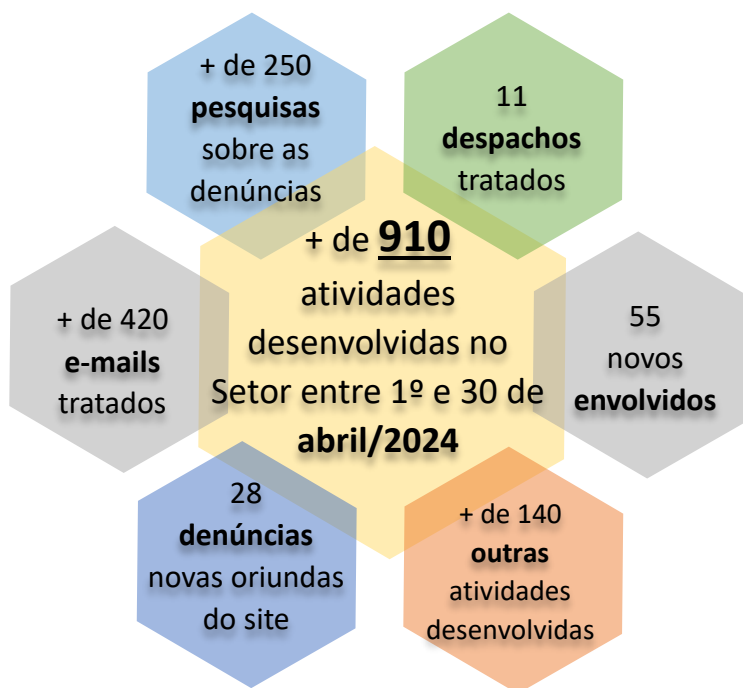 + de 250
pesquisas
sobre as
denúncias
11
despachos
tratados
+ de 910
atividades
desenvolvidas no
Setor entre 1º e 30 de
abril/2024
+ de 420
e-mails
tratados
55
novos
envolvidos
28
denúncias
novas oriundas
do site
+ de 140
outras
atividades
desenvolvidas